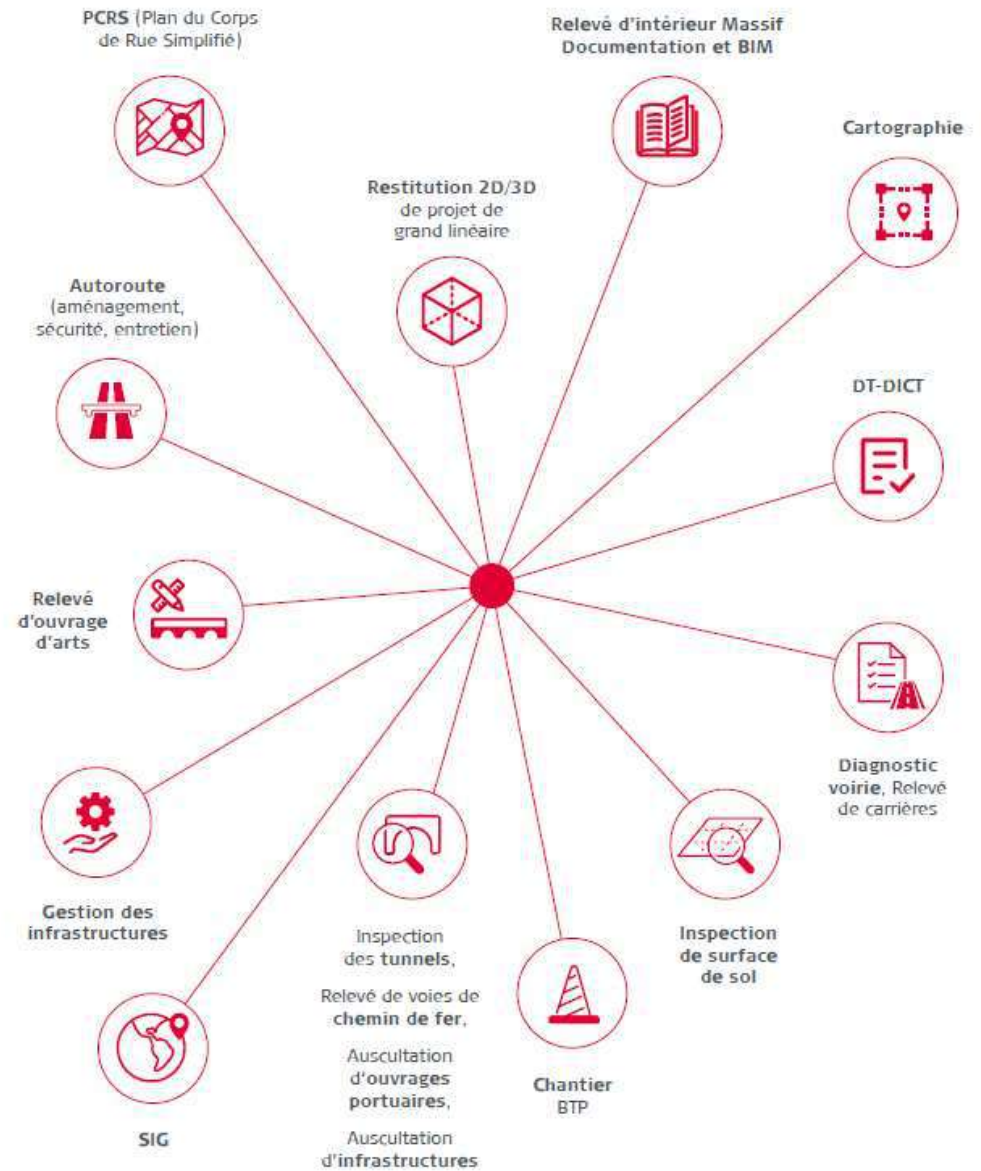 PCRS (Plan du Corps
de Rue Simplifié)
Relevé d'intérieur Massif
Documentation et BIM
Cartographie
Restitution 2D/3D
de projet de
grand linéaire
Autoroute
(aménagement,
sécurité, entretien)
DT-DICT
Relevé
d'ouvrage
d'arts
Diagnostic
voirie, Relevé
de carrières
Gestion des
infrastructures
Inspection
des tunnels,
Relevé de voies de
chemin de fer,
Auscultation
d'ouvrages
portuaires,
Auscultation
d'infrastructures
Inspection
de surface
de sol
Chantier
BTP
SIG